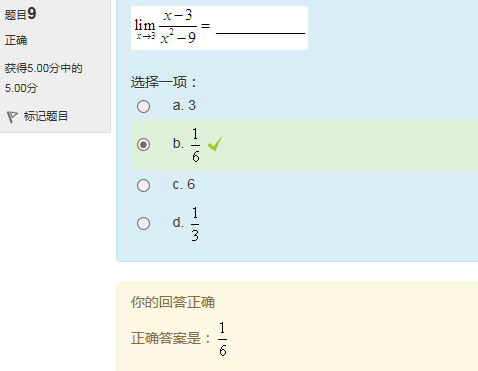 题目9
正确
获得5.00分中的
5.00分
标记题目
lim x→3 (x−3)/(x²−9) = ________
选择一项：
a. 3
b. 1/6
c. 6
d. 1/3
你的回答正确
正确答案是：1/6